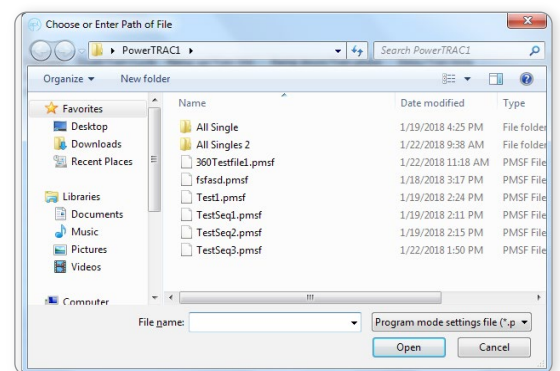 Choose or Enter Path of File
PowerTRAC1
Search PowerTRAC1
Organize New folder
Name Date modified Type
Favorites
Desktop
Downloads
Recent Places
Libraries
Documents
Music
Pictures
Videos
Computer
All Single 1/19/2018 4:25 PM File folder
All Singles 2 1/22/2018 9:38 AM File folder
360Testfile1.pmsf 1/22/2018 11:18 AM PMSF File
fsfasd.pmsf 1/18/2018 3:17 PM PMSF File
Test1.pmsf 1/19/2018 2:24 PM PMSF File
TestSeq1.pmsf 1/19/2018 2:11 PM PMSF File
TestSeq2.pmsf 1/19/2018 2:15 PM PMSF File
TestSeq3.pmsf 1/22/2018 1:50 PM PMSF File
File name: Program mode settings file (*.p
Open Cancel